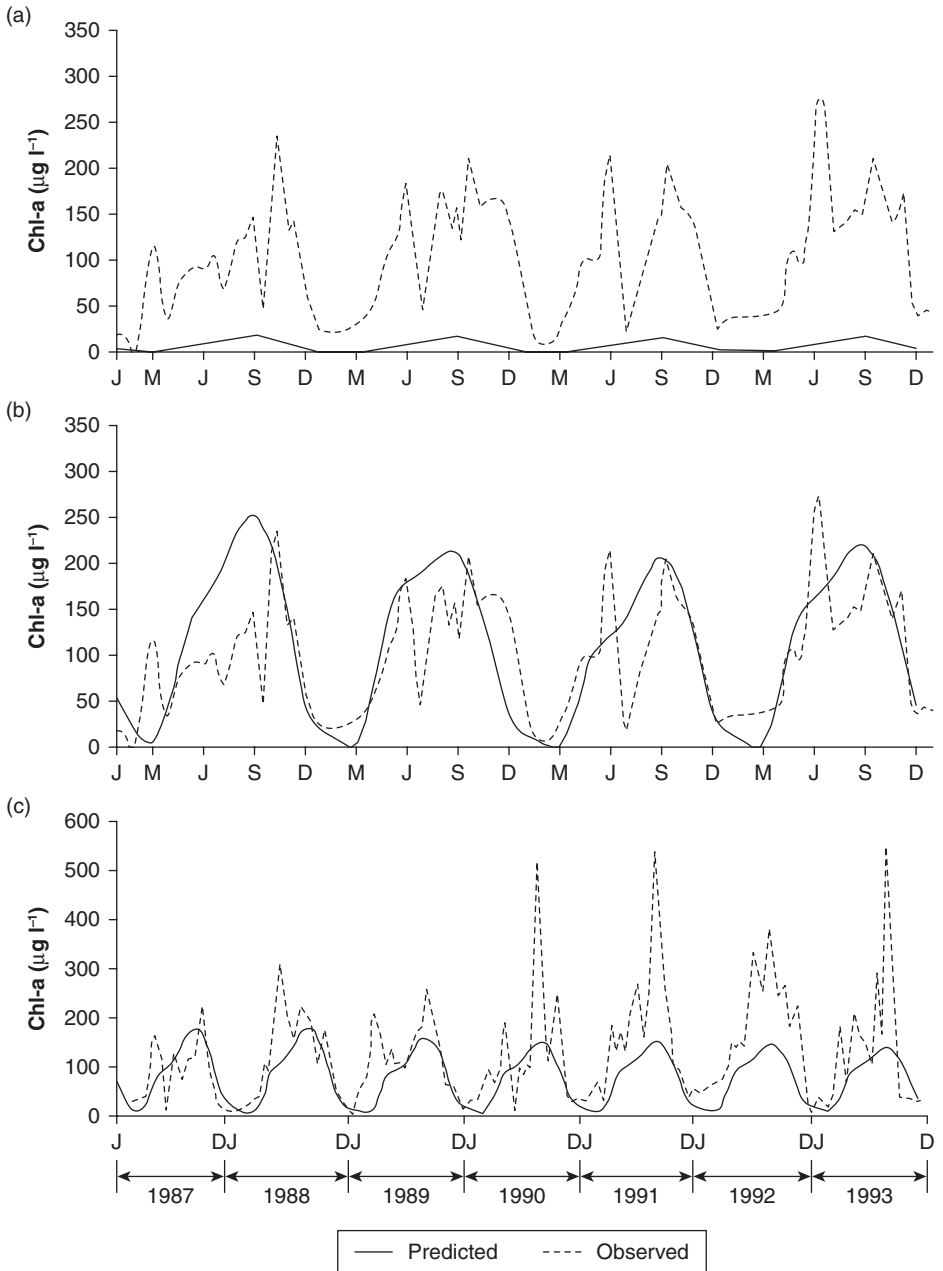 (a)
350
300
250
200
150
100
50
0
Chl-a (μg l⁻¹)
J M J S D M J S D M J S D M J S D
(b)
350
300
250
200
150
100
50
0
Chl-a (μg l⁻¹)
J M J S D M J S D M J S D M J S D
(c)
600
500
400
300
200
100
0
Chl-a (μg l⁻¹)
J DJ DJ DJ DJ DJ DJ D
1987 1988 1989 1990 1991 1992 1993
Predicted Observed